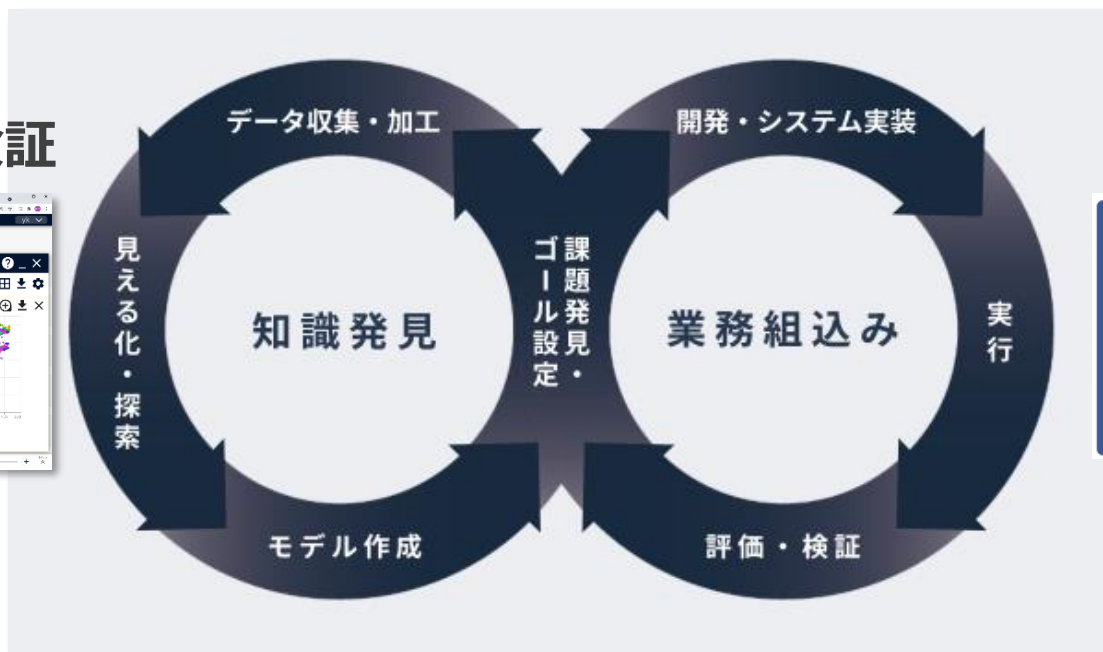 証
yk
データ収集・加工
見える化・探索
モデル作成
知識発見
課題発見・
ゴール設定
開発・システム実装
実行
評価・検証
業務組込み